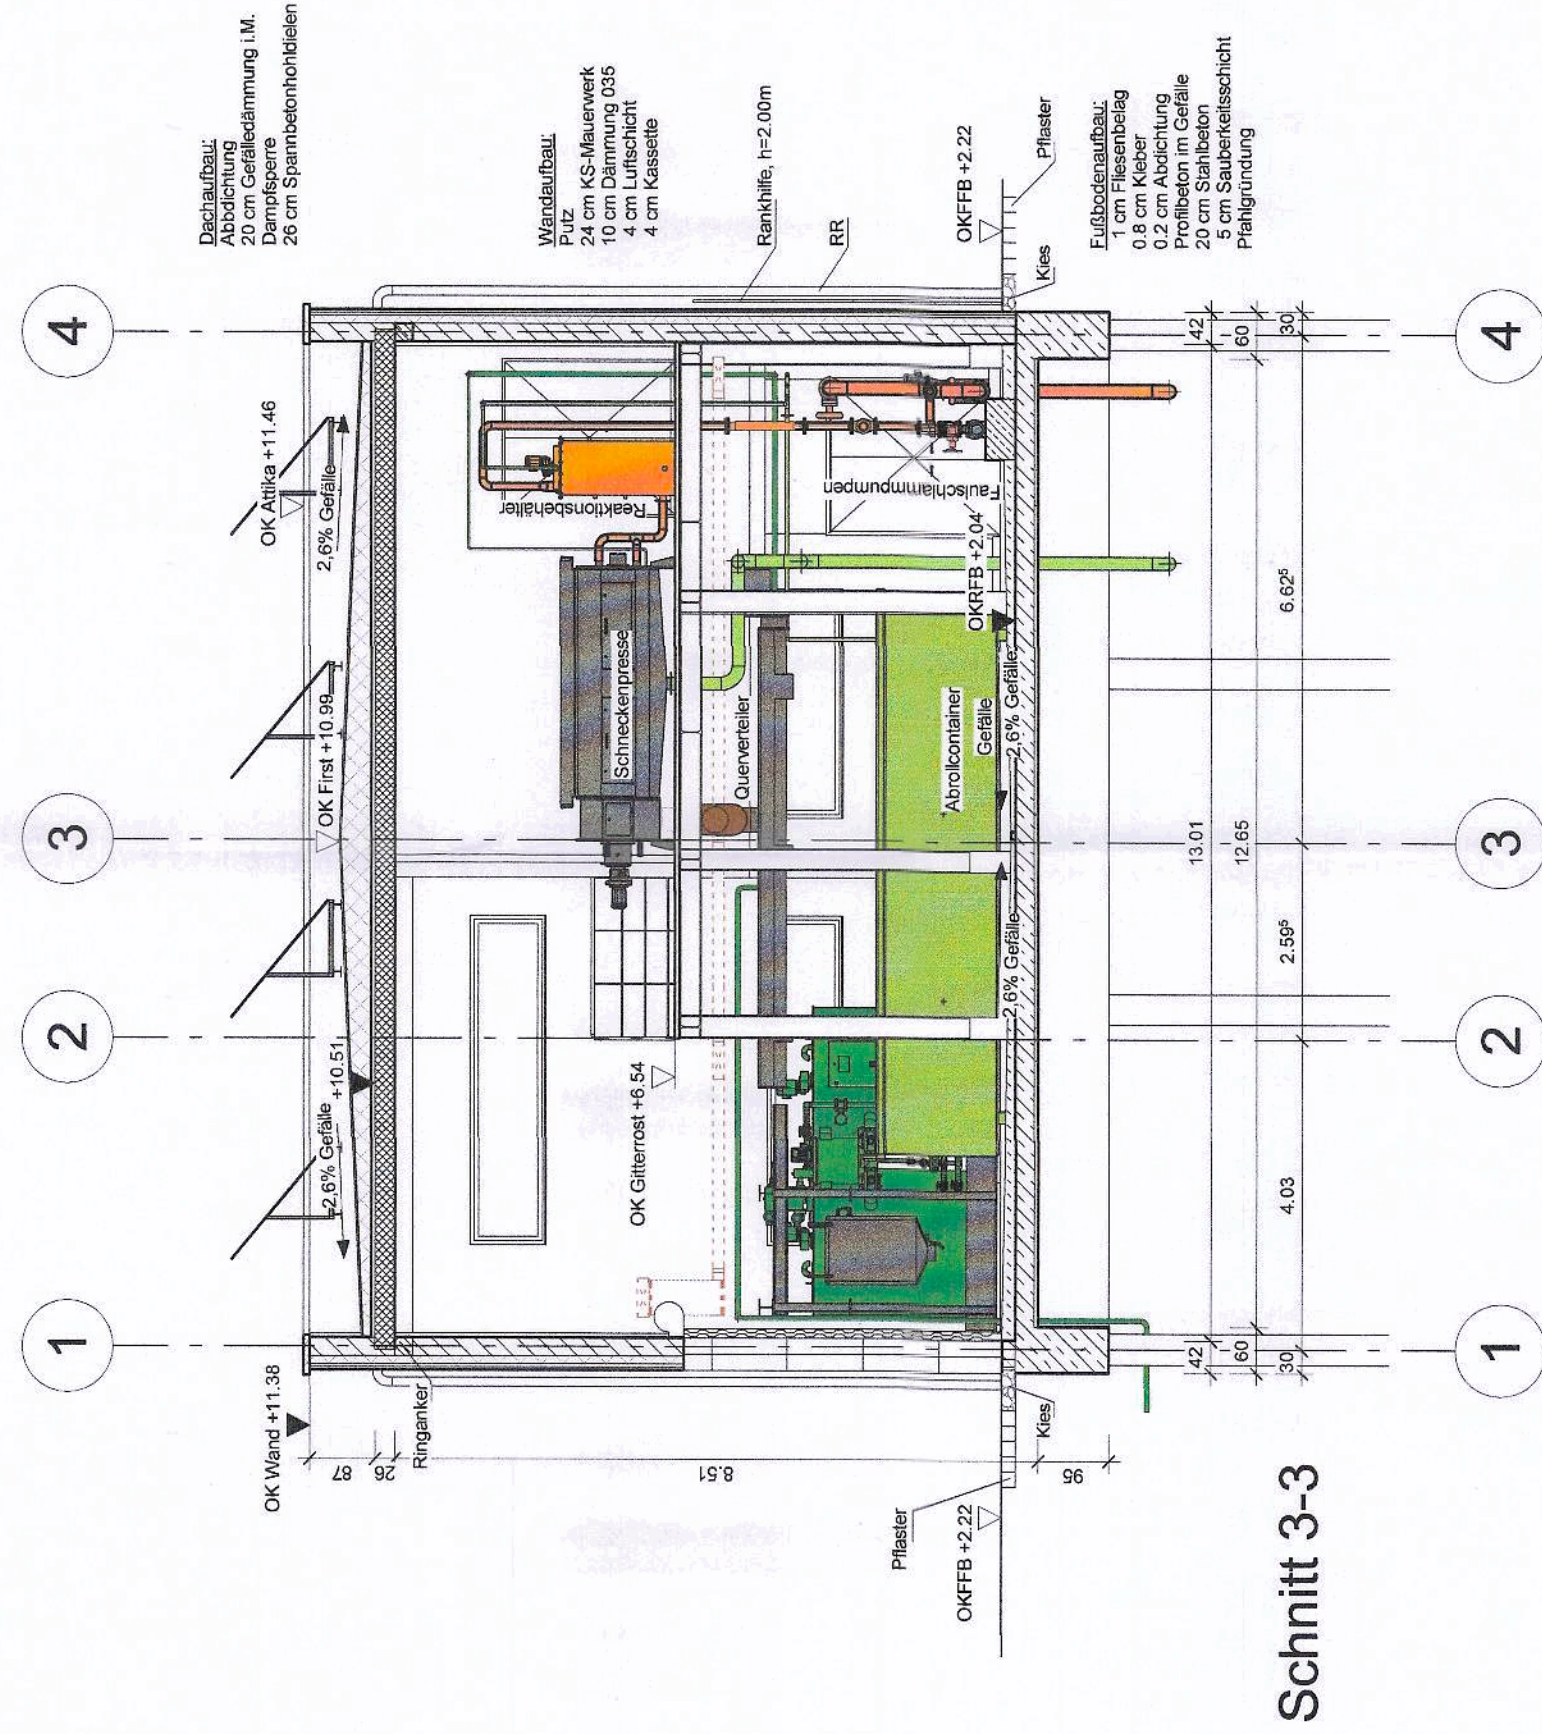 1
2
3
4
Dachaufbau:
Abbdichtung
20 cm Gefälledämmung i.M.
Dampfsperre
26 cm Spannbetonhohldielen
OK Wand +11.38
2,6% Gefälle
+10.51
OK First +10.99
2,6% Gefälle
OK Attika +11.46
87
26
Ringanker
8.51
95
Wandaufbau:
Putz
24 cm KS-Mauerwerk
10 cm Dämmung 035
4 cm Luftschicht
4 cm Kassette
Reaktionsbehälter
Schneckenpresse
OK Gitterrost +6.54
Querverteiler
Rankhilfe, h=2.00m
RR
Faulschlammpumpen
Abrollcontainer
Gefälle
OKRFB +2.04
2,6% Gefälle
2,6% Gefälle
OKFFB +2.22
Pflaster
Kies
OKFFB +2.22
Pflaster
Kies
Fußbodenaufbau:
1 cm Fliesenbelag
0.8 cm Kleber
0.2 cm Abdichtung
Profilbeton im Gefälle
20 cm Stahlbeton
5 cm Sauberkeitsschicht
Pfahlgründung
42
13.01
42
60
12.65
60
30
4.03
2.59⁵
6.62⁵
30
1
2
3
4
Schnitt 3-3